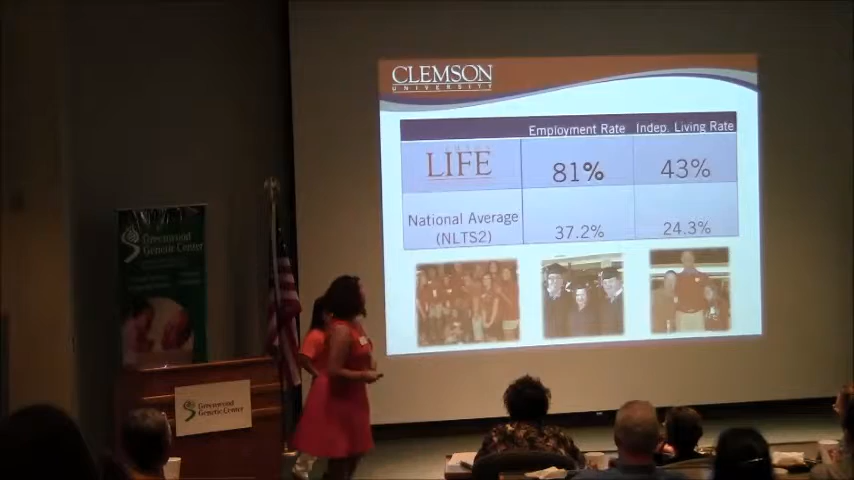 CLEMSON
UNIVERSITY
Employment Rate Indep. Living Rate
LIFE
81% 43%
National Average
(NLTS2)
37.2% 24.3%
Greenwood
Genetic Center
Greenwood
Genetic Center